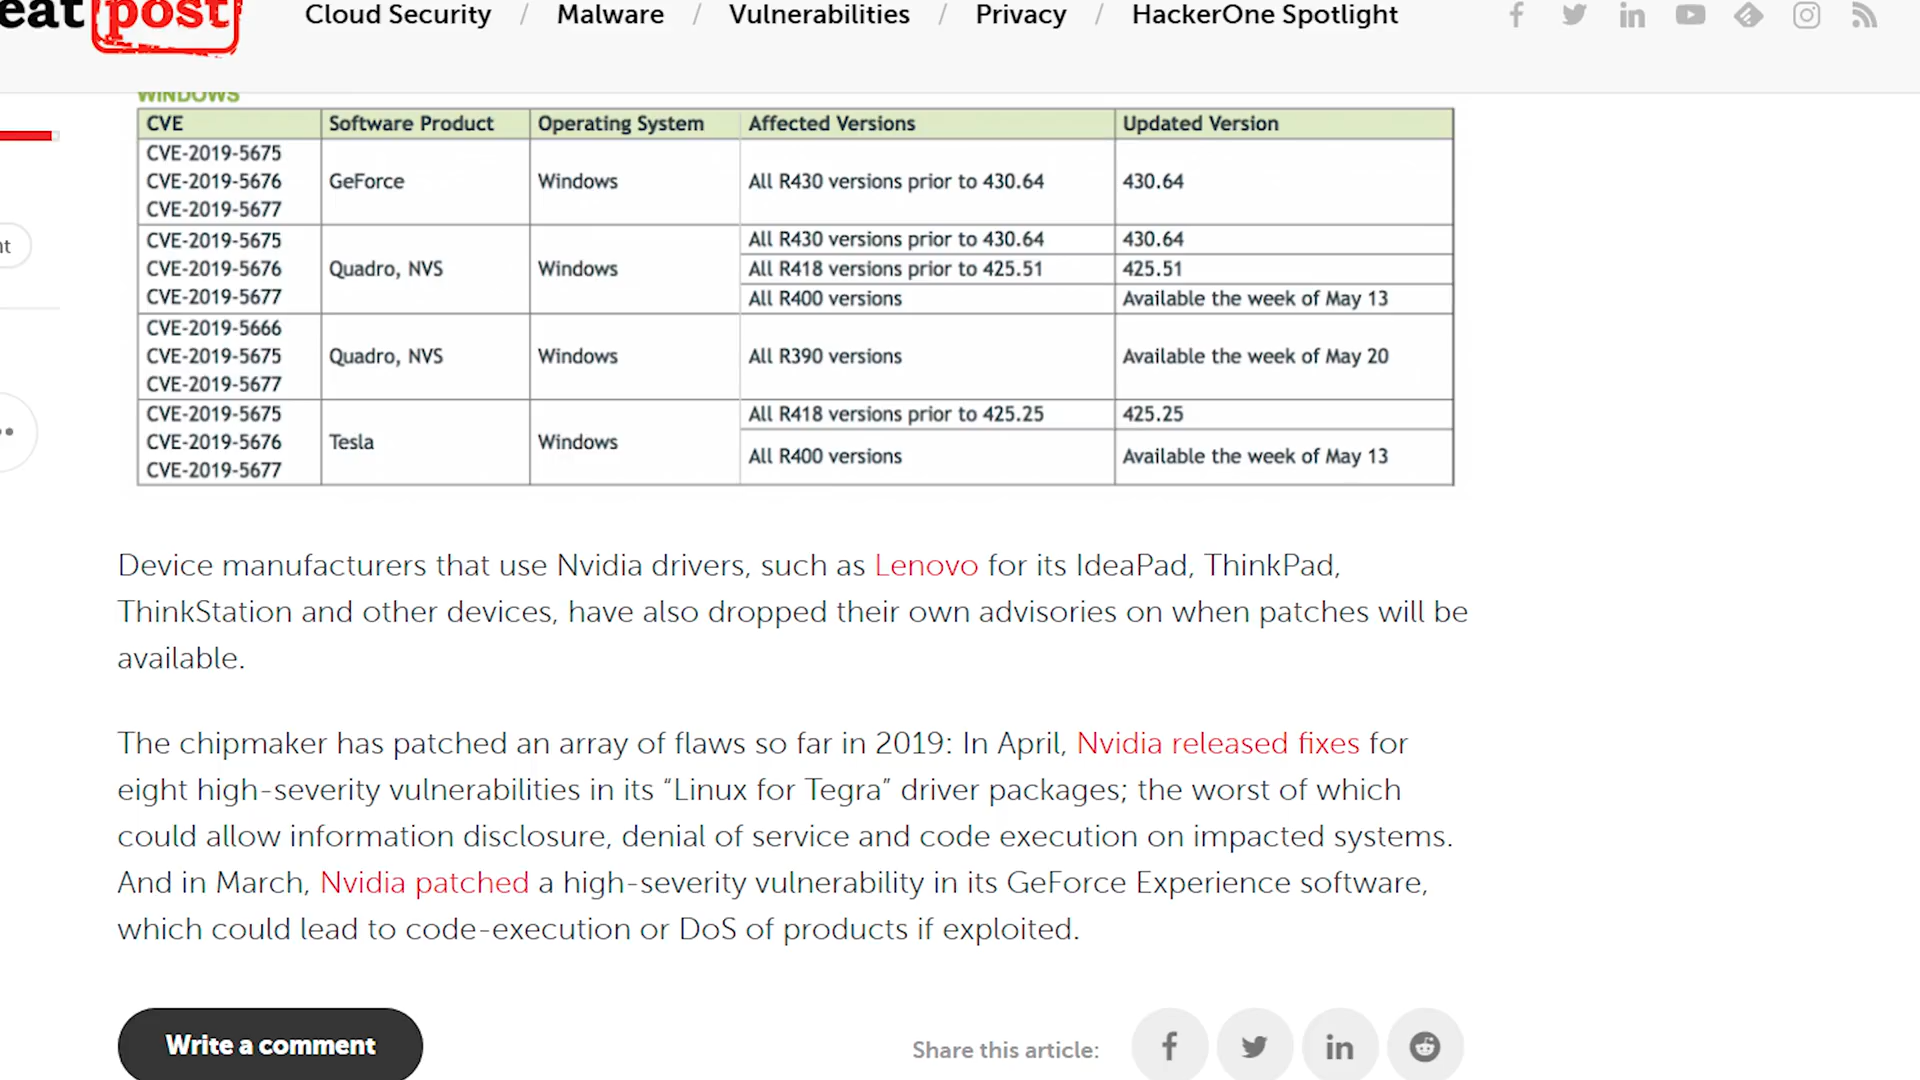 eat post
Cloud Security / Malware / Vulnerabilities / Privacy / HackerOne Spotlight
WINDOWS
CVE Software Product Operating System Affected Versions Updated Version
CVE-2019-5675
CVE-2019-5676 GeForce Windows All R430 versions prior to 430.64 430.64
CVE-2019-5677
CVE-2019-5675 All R430 versions prior to 430.64 430.64
CVE-2019-5676 Quadro, NVS Windows All R418 versions prior to 425.51 425.51
CVE-2019-5677 All R400 versions Available the week of May 13
CVE-2019-5666
CVE-2019-5675 Quadro, NVS Windows All R390 versions Available the week of May 20
CVE-2019-5677
CVE-2019-5675 All R418 versions prior to 425.25 425.25
CVE-2019-5676 Tesla Windows
All R400 versions Available the week of May 13
CVE-2019-5677
nt
Device manufacturers that use Nvidia drivers, such as Lenovo for its IdeaPad, ThinkPad,
ThinkStation and other devices, have also dropped their own advisories on when patches will be
available.
The chipmaker has patched an array of flaws so far in 2019: In April, Nvidia released fixes for
eight high-severity vulnerabilities in its “Linux for Tegra” driver packages; the worst of which
could allow information disclosure, denial of service and code execution on impacted systems.
And in March, Nvidia patched a high-severity vulnerability in its GeForce Experience software,
which could lead to code-execution or DoS of products if exploited.
Write a comment
Share this article: